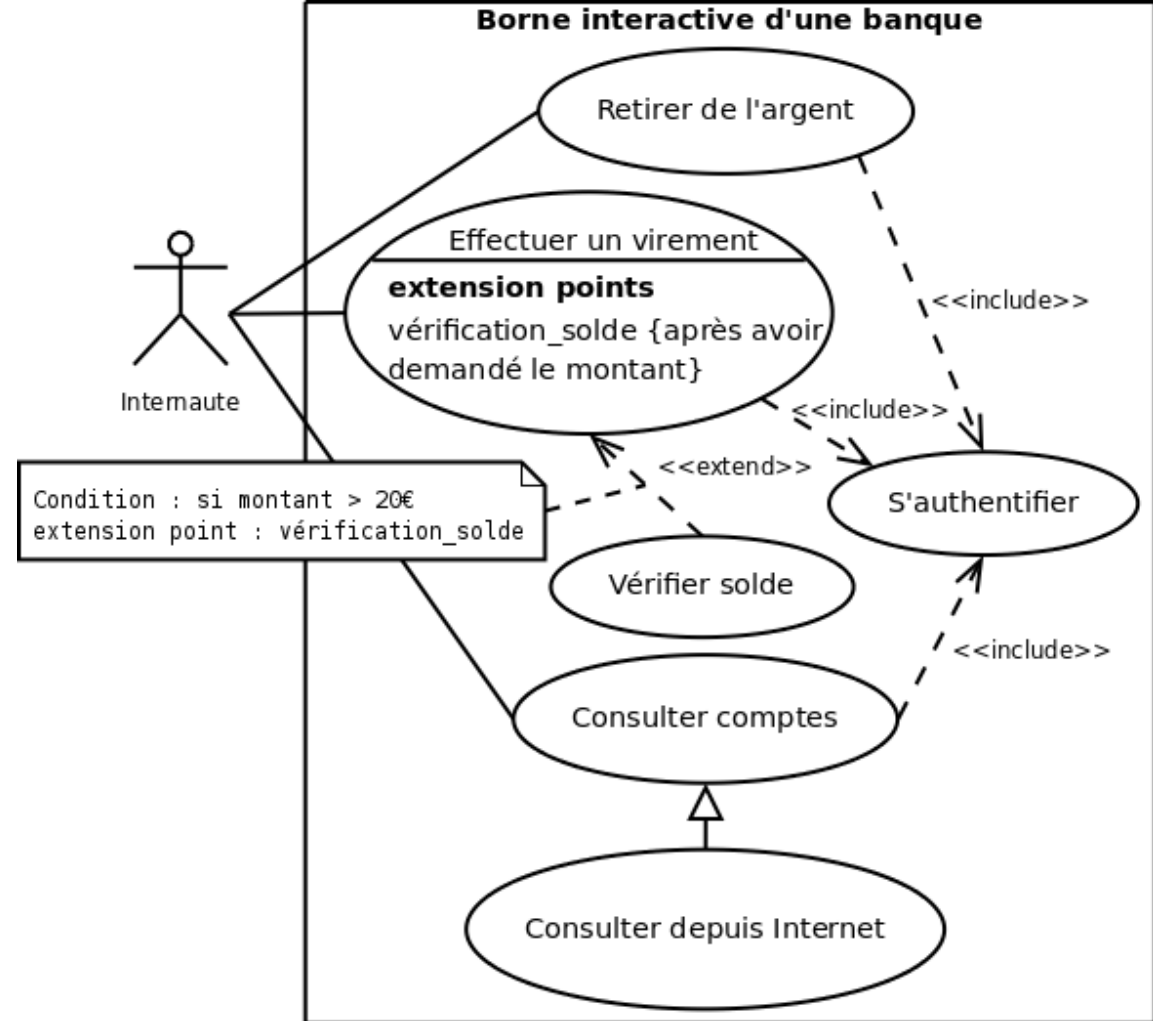 Borne interactive d'une banque
Retirer de l'argent
Effectuer un virement
extension points
vérification_solde {après avoir
demandé le montant}
<<include>>
Internaute
<<include>>
<<extend>>
Condition : si montant > 20€
extension point : vérification_solde
S'authentifier
Vérifier solde
<<include>>
Consulter comptes
Consulter depuis Internet